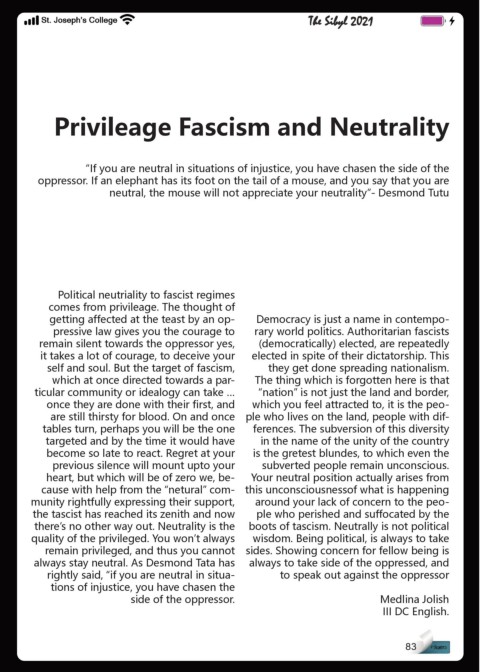 St. Joseph's College
The Sibyl 2021
Privileage Fascism and Neutrality
“If you are neutral in situations of injustice, you have chasen the side of the
oppressor. If an elephant has its foot on the tail of a mouse, and you say that you are
neutral, the mouse will not appreciate your neutrality”- Desmond Tutu
Political neutriality to fascist regimes
comes from privileage. The thought of
getting affected at the teast by an op-
pressive law gives you the courage to
remain silent towards the oppressor yes,
it takes a lot of courage, to deceive your
self and soul. But the target of fascism,
which at once directed towards a par-
ticular community or idealogy can take ...
once they are done with their first, and
are still thirsty for blood. On and once
tables turn, perhaps you will be the one
targeted and by the time it would have
become so late to react. Regret at your
previous silence will mount upto your
heart, but which will be of zero we, be-
cause with help from the “netural” com-
munity rightfully expressing their support,
the tascist has reached its zenith and now
there’s no other way out. Neutrality is the
quality of the privileged. You won’t always
remain privileged, and thus you cannot
always stay neutral. As Desmond Tata has
rightly said, “if you are neutral in situa-
tions of injustice, you have chosen the
side of the oppressor.
Democracy is just a name in contempo-
rary world politics. Authoritarian fascists
(democratically) elected, are repeatedly
elected in spite of their dictatorship. This
they get done spreading nationalism.
The thing which is forgotten here is that
“nation” is not just the land and border,
which you feel attracted to, it is the peo-
ple who lives on the land, people with dif-
ferences. The subversion of this diversity
in the name of the unity of the country
is the gretest blundes, to which even the
subverted people remain unconscious.
Your neutral position actually arises from
this unconsciousnessof what is happening
around your lack of concern to the peo-
ple who perished and suffocated by the
boots of tascism. Neutrally is not political
wisdom. Being political, is always to take
sides. Showing concern for fellow being is
always to take side of the oppressed, and
to speak out against the oppressor
Medlina Jolish
III DC English.
83